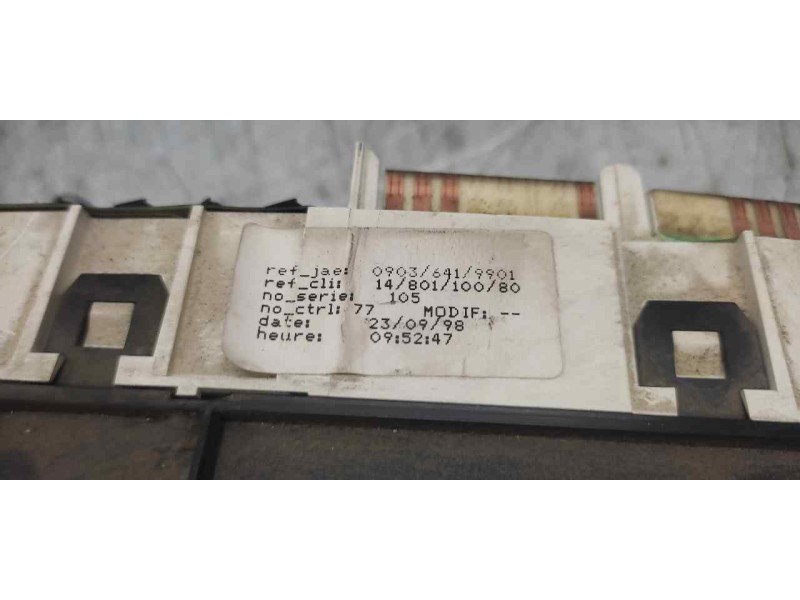 ref_jae: 0903/641/9901
ref_cli: 14/801/100/80
no_serie: 105
no_ctrl: 77 MODIF: --
date: 23/09/98
heure: 09:52:47